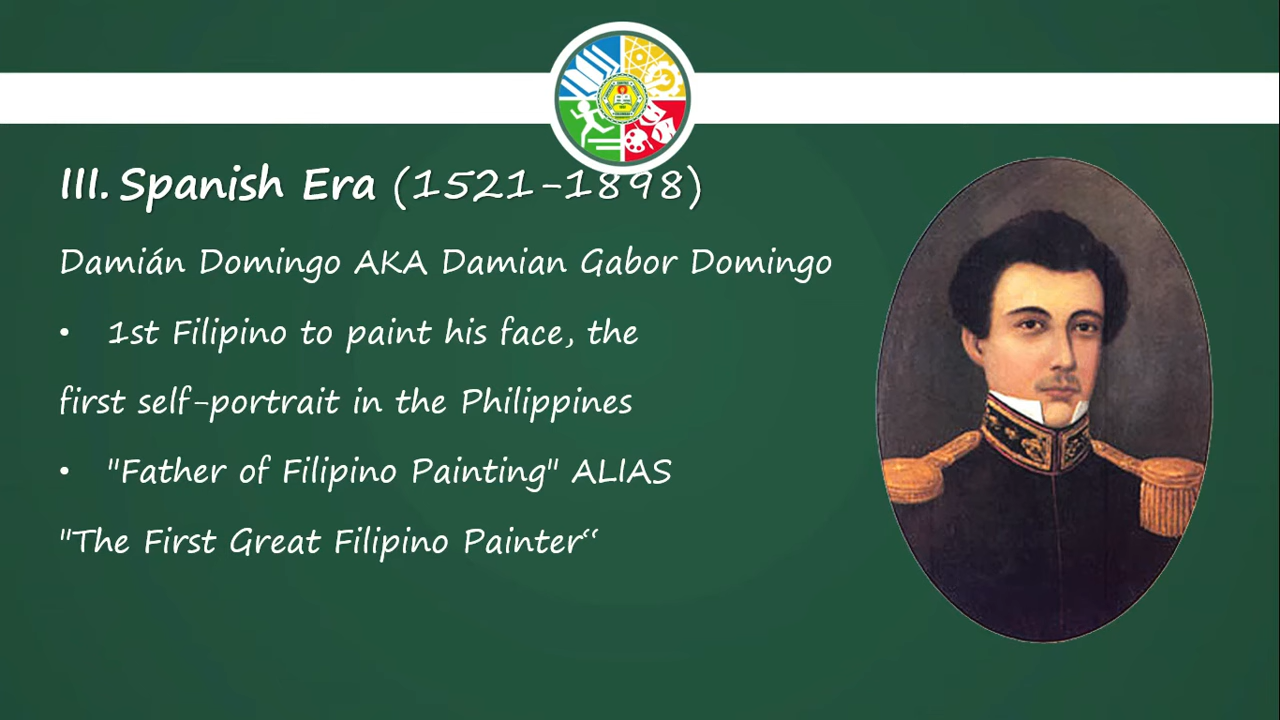 III. Spanish Era (1521-1898)
Damián Domingo AKA Damian Gabor Domingo
• 1st Filipino to paint his face, the
first self-portrait in the Philippines
• "Father of Filipino Painting" ALIAS
"The First Great Filipino Painter“